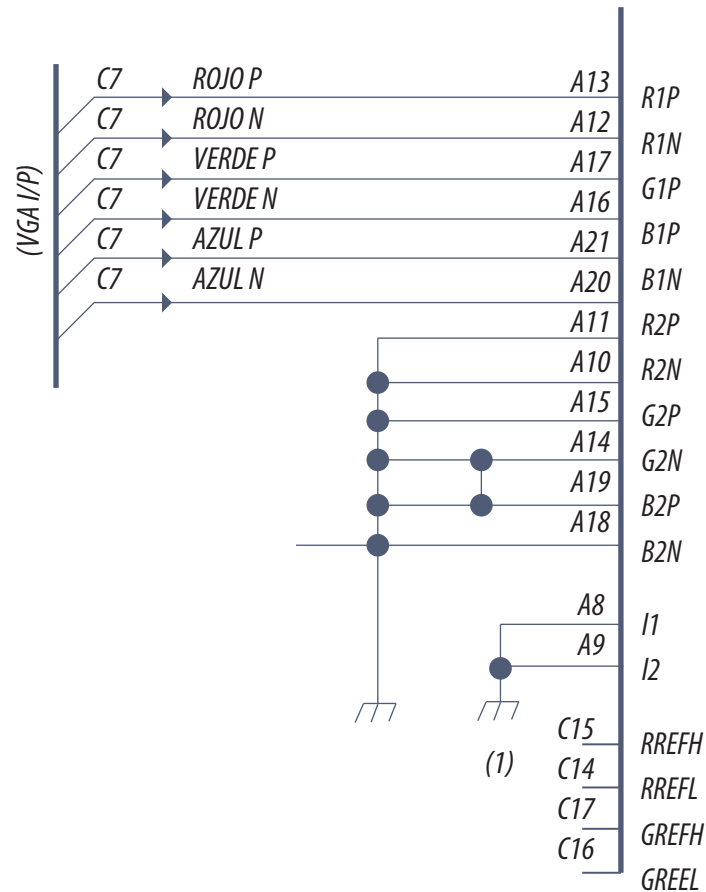 C7 ROJO P A13 R1P
C7 ROJO N A12 R1N
C7 VERDE P A17 G1P
C7 VERDE N A16 B1P
C7 AZUL P A21 B1N
C7 AZUL N A20 R2P
(VGA I/P)
A11 R2N
A10 G2P
A15 G2N
A14 B2P
A19 B2N
A18
A8 I1
A9 I2
(1)
C15 RREFH
C14 RREFL
C17 GREFH
C16 GREEL